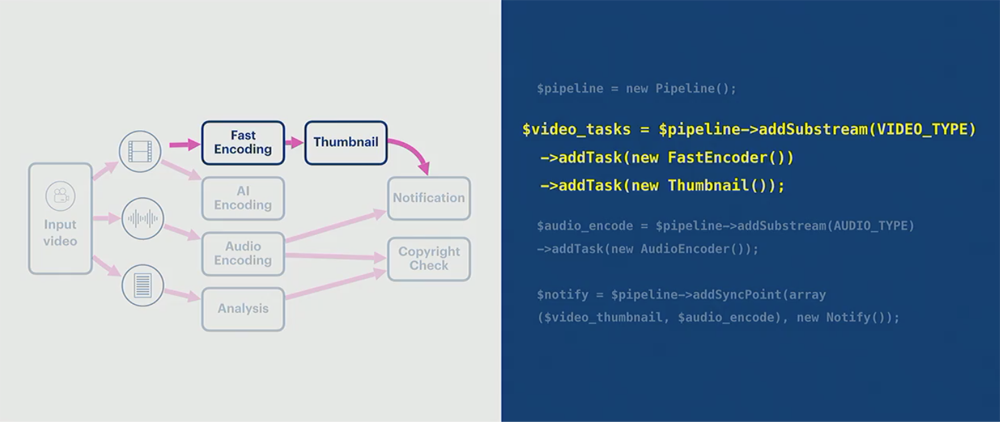 Input
video
Fast
Encoding
Thumbnail
AI
Encoding
Notification
Audio
Encoding
Copyright
Check
Analysis
$pipeline = new Pipeline();
$video_tasks = $pipeline->addSubstream(VIDEO_TYPE)
->addTask(new FastEncoder())
->addTask(new Thumbnail());
$audio_encode = $pipeline->addSubstream(AUDIO_TYPE)
->addTask(new AudioEncoder());
$notify = $pipeline->addSyncPoint(array
($video_thumbnail, $audio_encode), new Notify());